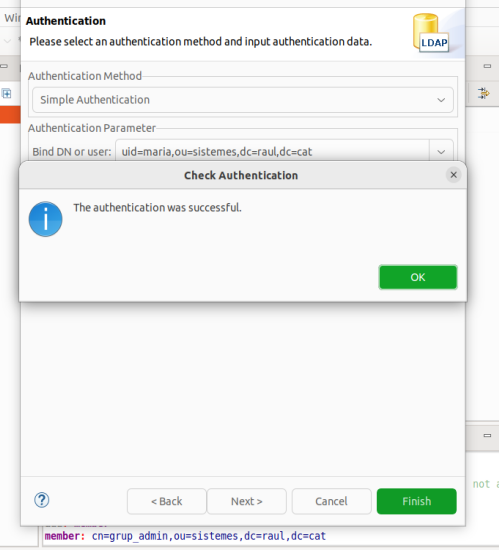 Wi
Authentication
Please select an authentication method and input authentication data.
LDAP
Authentication Method
Simple Authentication
Authentication Parameter
Bind DN or user: uid=maria,ou=sistemes,dc=raul,dc=cat
Check Authentication
The authentication was successful.
OK
not a
< Back Next > Cancel Finish
member: cn=grup_admin,ou=sistemes,dc=raul,dc=cat